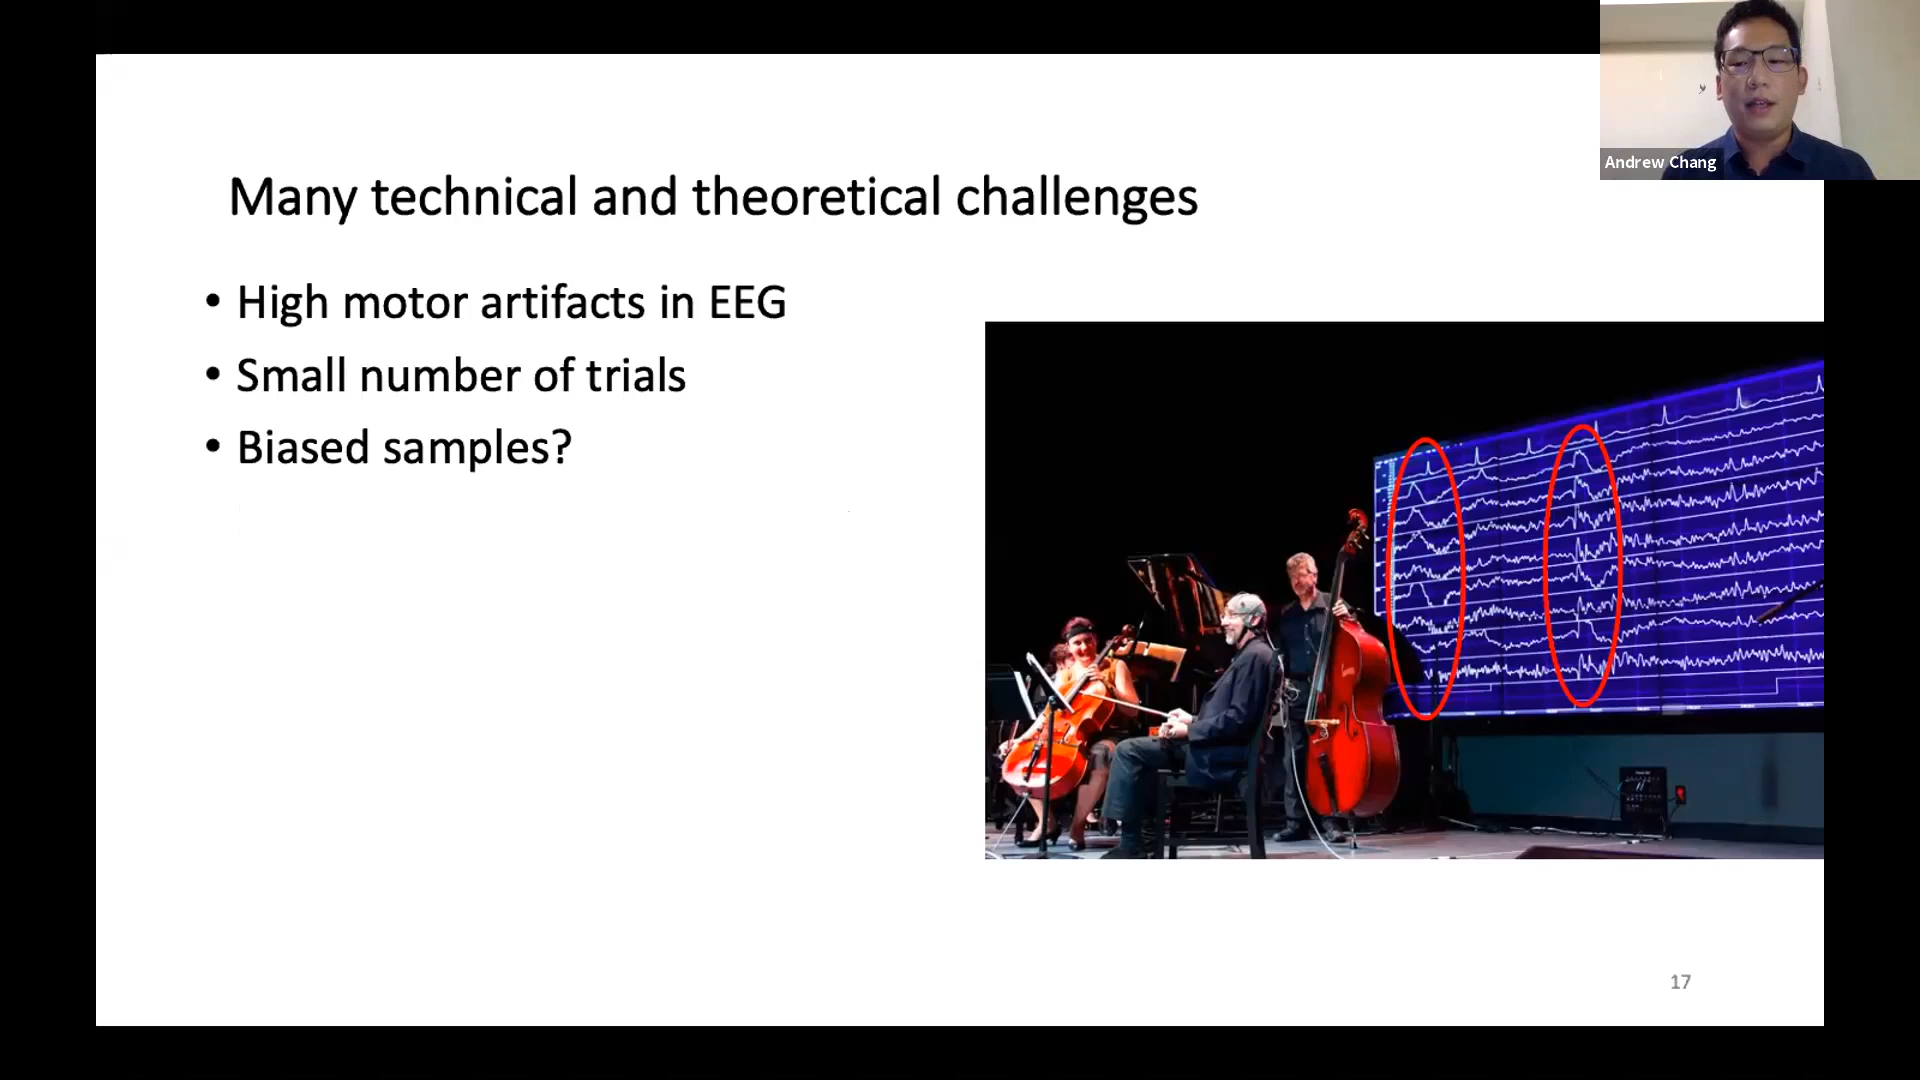 Andrew Chang
Many technical and theoretical challenges
• High motor artifacts in EEG
• Small number of trials
• Biased samples?
17